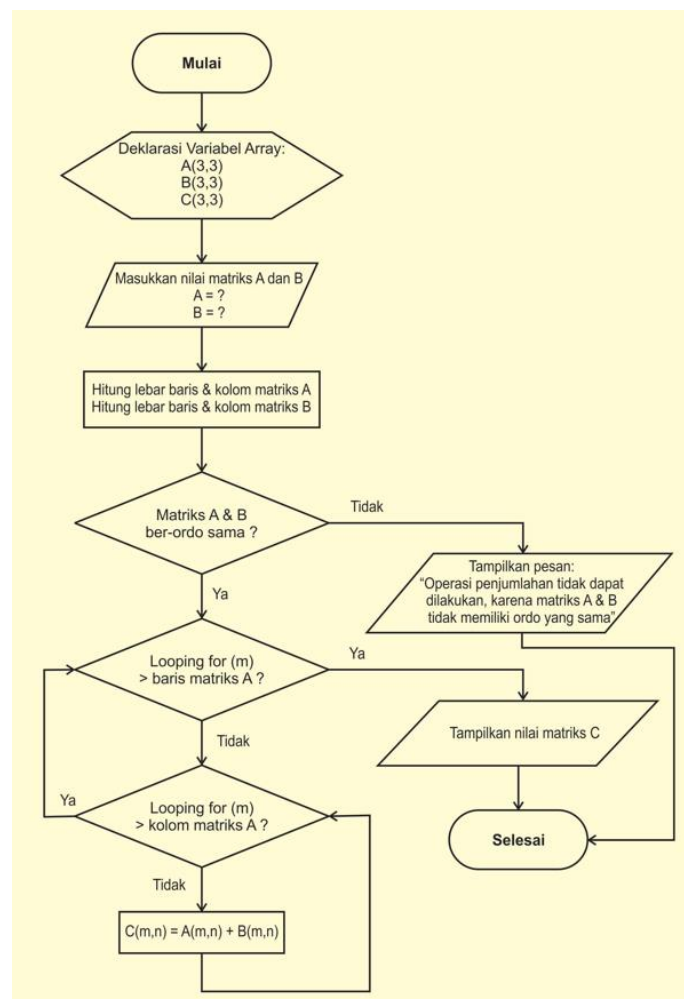 Mulai
Deklarasi Variabel Array:
A(3,3)
B(3,3)
C(3,3)
Masukkan nilai matriks A dan B
A = ?
B = ?
Hitung lebar baris & kolom matriks A
Hitung lebar baris & kolom matriks B
Matriks A & B
ber-ordo sama ?
Tidak
Tampilkan pesan:
“Operasi penjumlahan tidak dapat
dilakukan, karena matriks A & B
tidak memiliki ordo yang sama”
Ya
Looping for (m)
> baris matriks A ?
Ya
Tampilkan nilai matriks C
Tidak
Ya
Looping for (m)
> kolom matriks A ?
Selesai
Tidak
C(m,n) = A(m,n) + B(m,n)